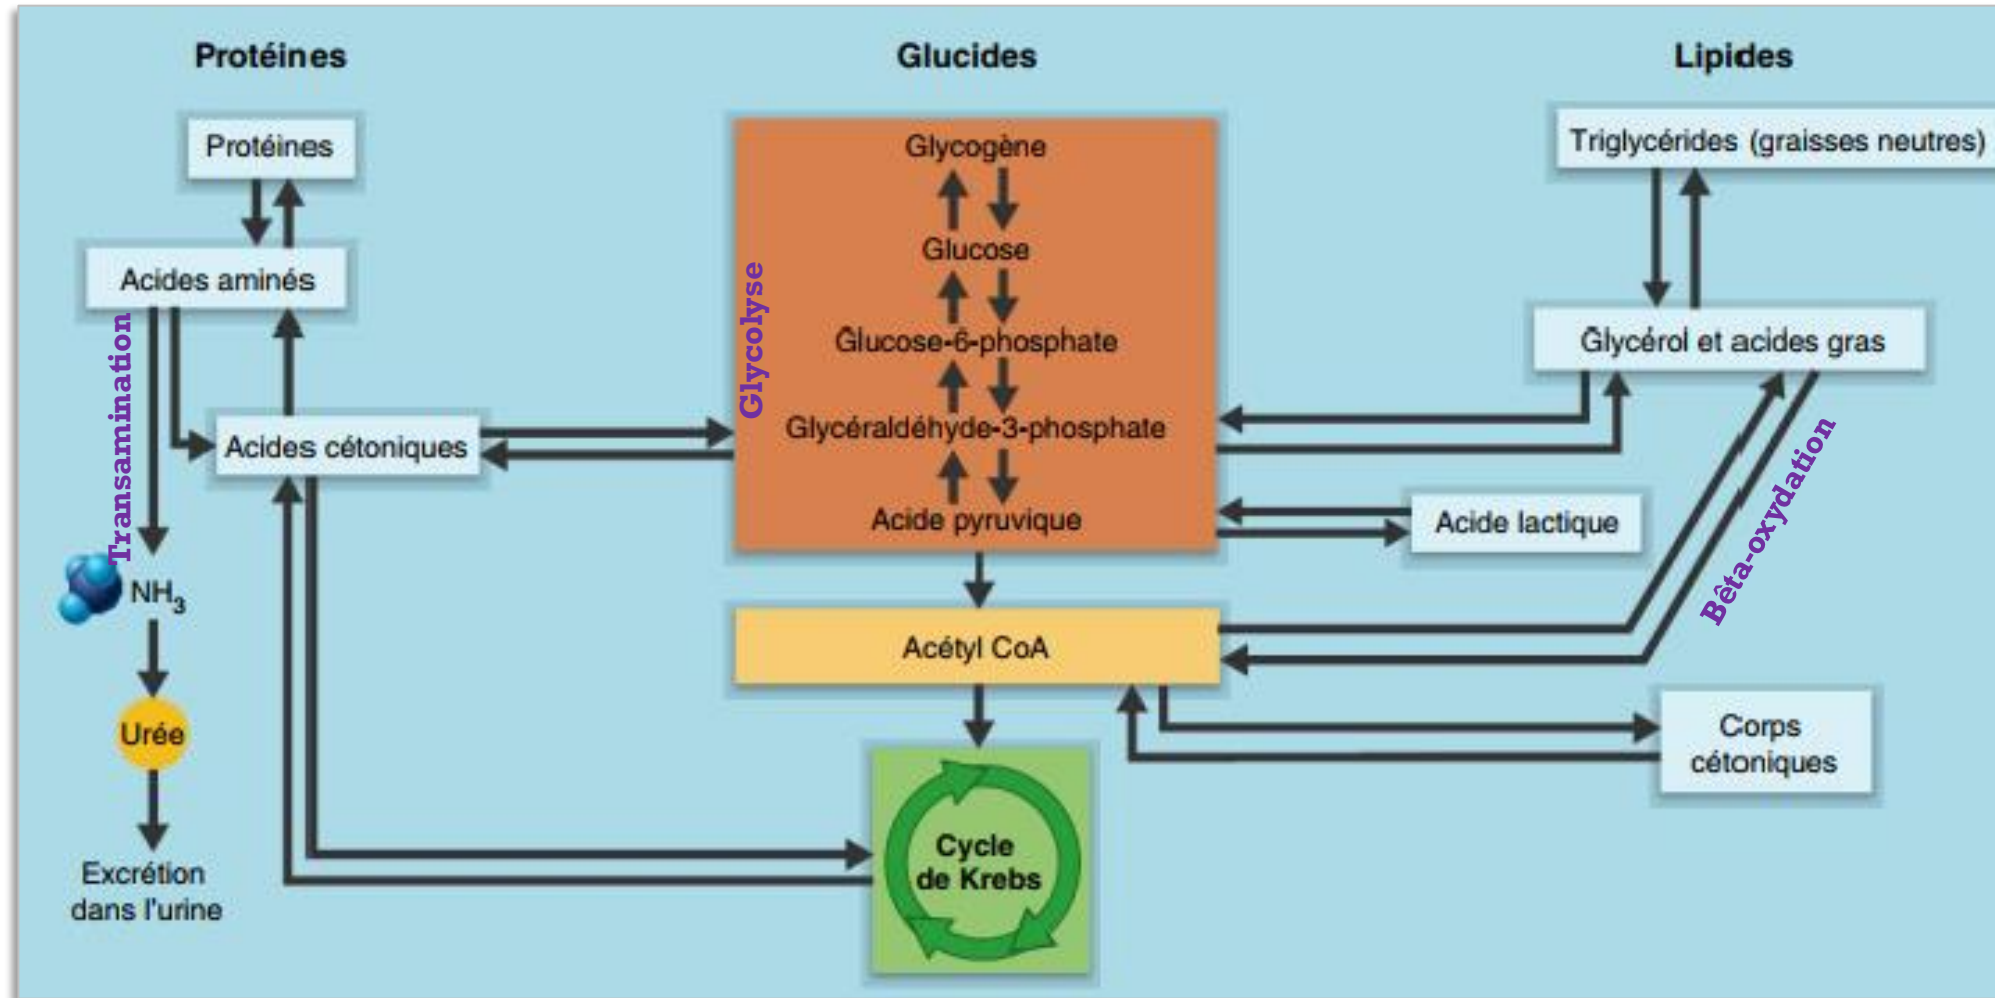 Protéines
Glucides
Lipides
Protéines
Acides aminés
Transamination
Acides cétoniques
NH3
Urée
Excrétion
dans l'urine
Glycolyse
Glycogène
Glucose
Glucose-6-phosphate
Glycéraldéhyde-3-phosphate
Acide pyruvique
Acétyl CoA
Cycle
de Krebs
Triglycérides (graisses neutres)
Glycérol et acides gras
Acide lactique
Bêta-oxydation
Corps
cétoniques